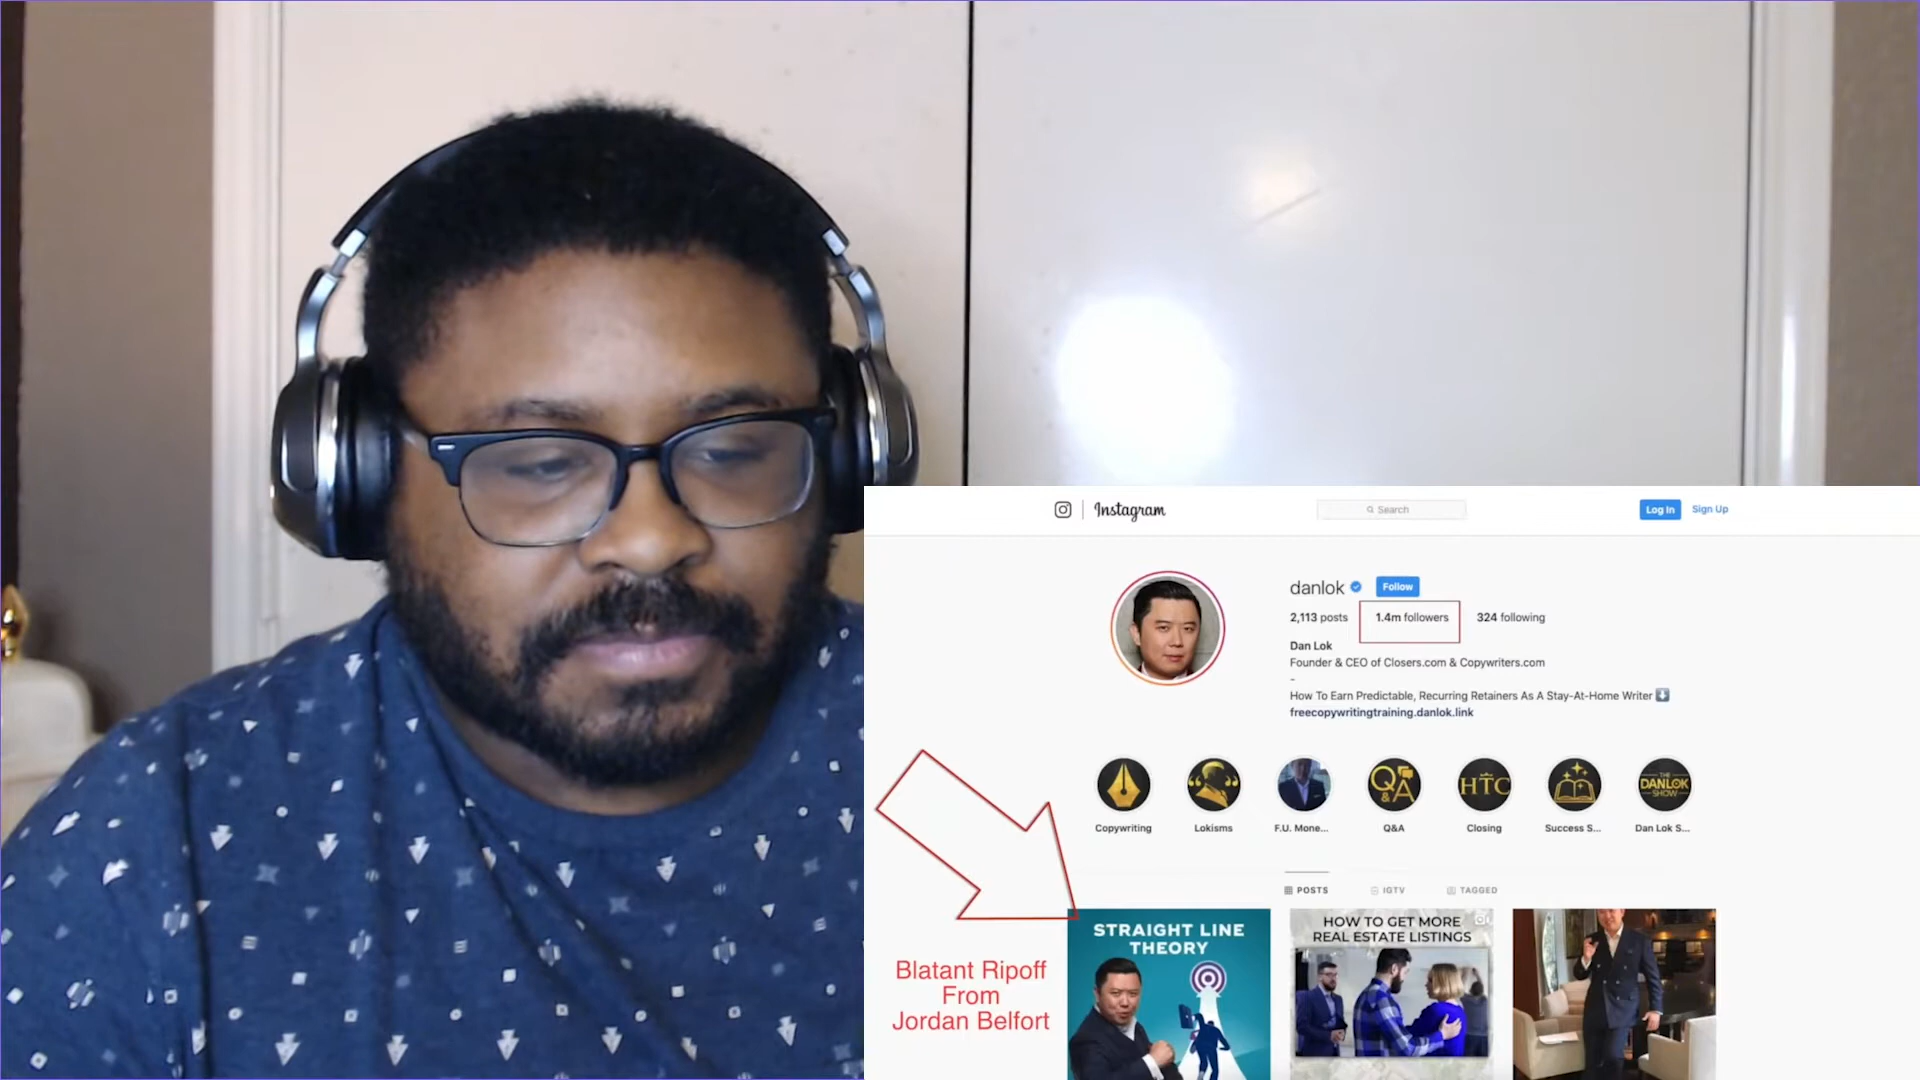 Instagram
Search
Log In
Sign Up
danlok
Follow
2,113 posts
1.4m followers
324 following
Dan Lok
Founder & CEO of Closers.com & Copywriters.com
-
How To Earn Predictable, Recurring Retainers As A Stay-At-Home Writer
freecopywritingtraining.danlok.link
Q&A
HTC
THE
DANLOK
SHOW
Copywriting
Lokisms
F.U. Mone...
Q&A
Closing
Success S...
Dan Lok S...
POSTS
IGTV
TAGGED
STRAIGHT LINE
THEORY
HOW TO GET MORE
REAL ESTATE LISTINGS
Blatant Ripoff
From
Jordan Belfort